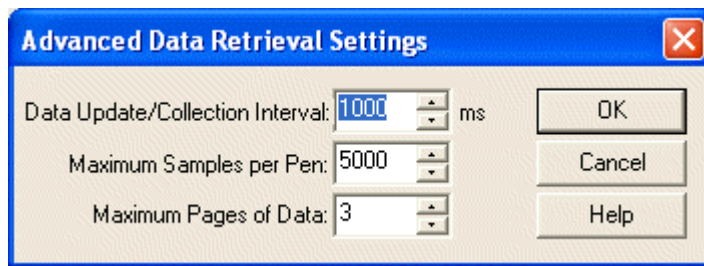 Advanced Data Retrieval Settings
Data Update/Collection Interval: 1000 ms OK
Maximum Samples per Pen: 5000 Cancel
Maximum Pages of Data: 3 Help